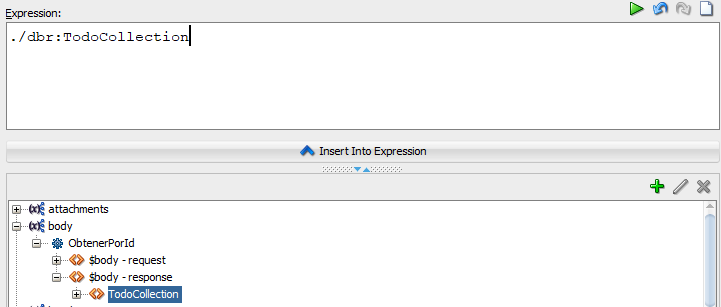 Expression:
./dbr:TodoCollection
Insert Into Expression
attachments
body
ObtenerPorId
$body - request
$body - response
TodoCollection